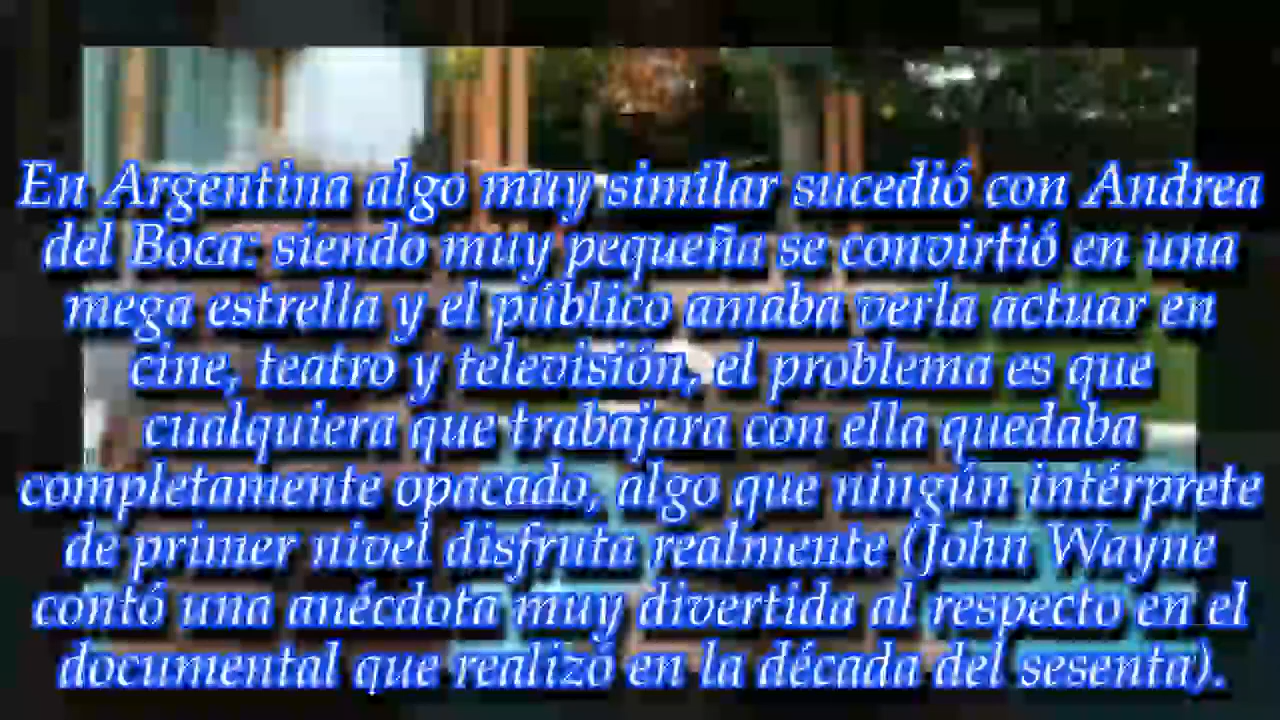 En Argentina algo muy similar sucedió con Andrea
del Boca: siendo muy pequeña se convirtió en una
mega estrella y el público amaba verla actuar en
cine, teatro y televisión, el problema es que
cualquiera que trabajara con ella quedaba
completamente opacado, algo que ningún intérprete
de primer nivel disfruta realmente (John Wayne
contó una anécdota muy divertida al respecto en el
documental que realizó en la década del sesenta).